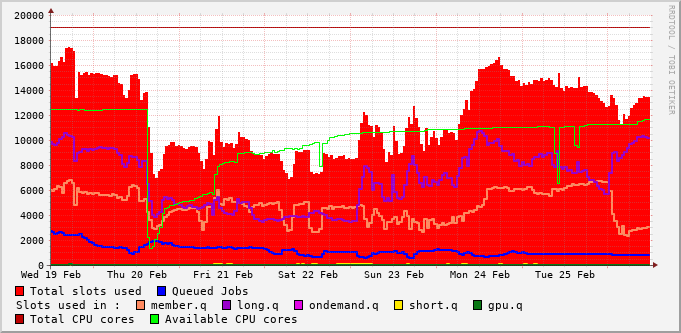 20000
18000
16000
14000
12000
10000
8000
6000
4000
2000
0
Wed 19 Feb Thu 20 Feb Fri 21 Feb Sat 22 Feb Sun 23 Feb Mon 24 Feb Tue 25 Feb
Total slots used Queued Jobs
Slots used in : member.q long.q ondemand.q short.q gpu.q
Total CPU cores Available CPU cores
RRDTOOL / TOBI OETIKER